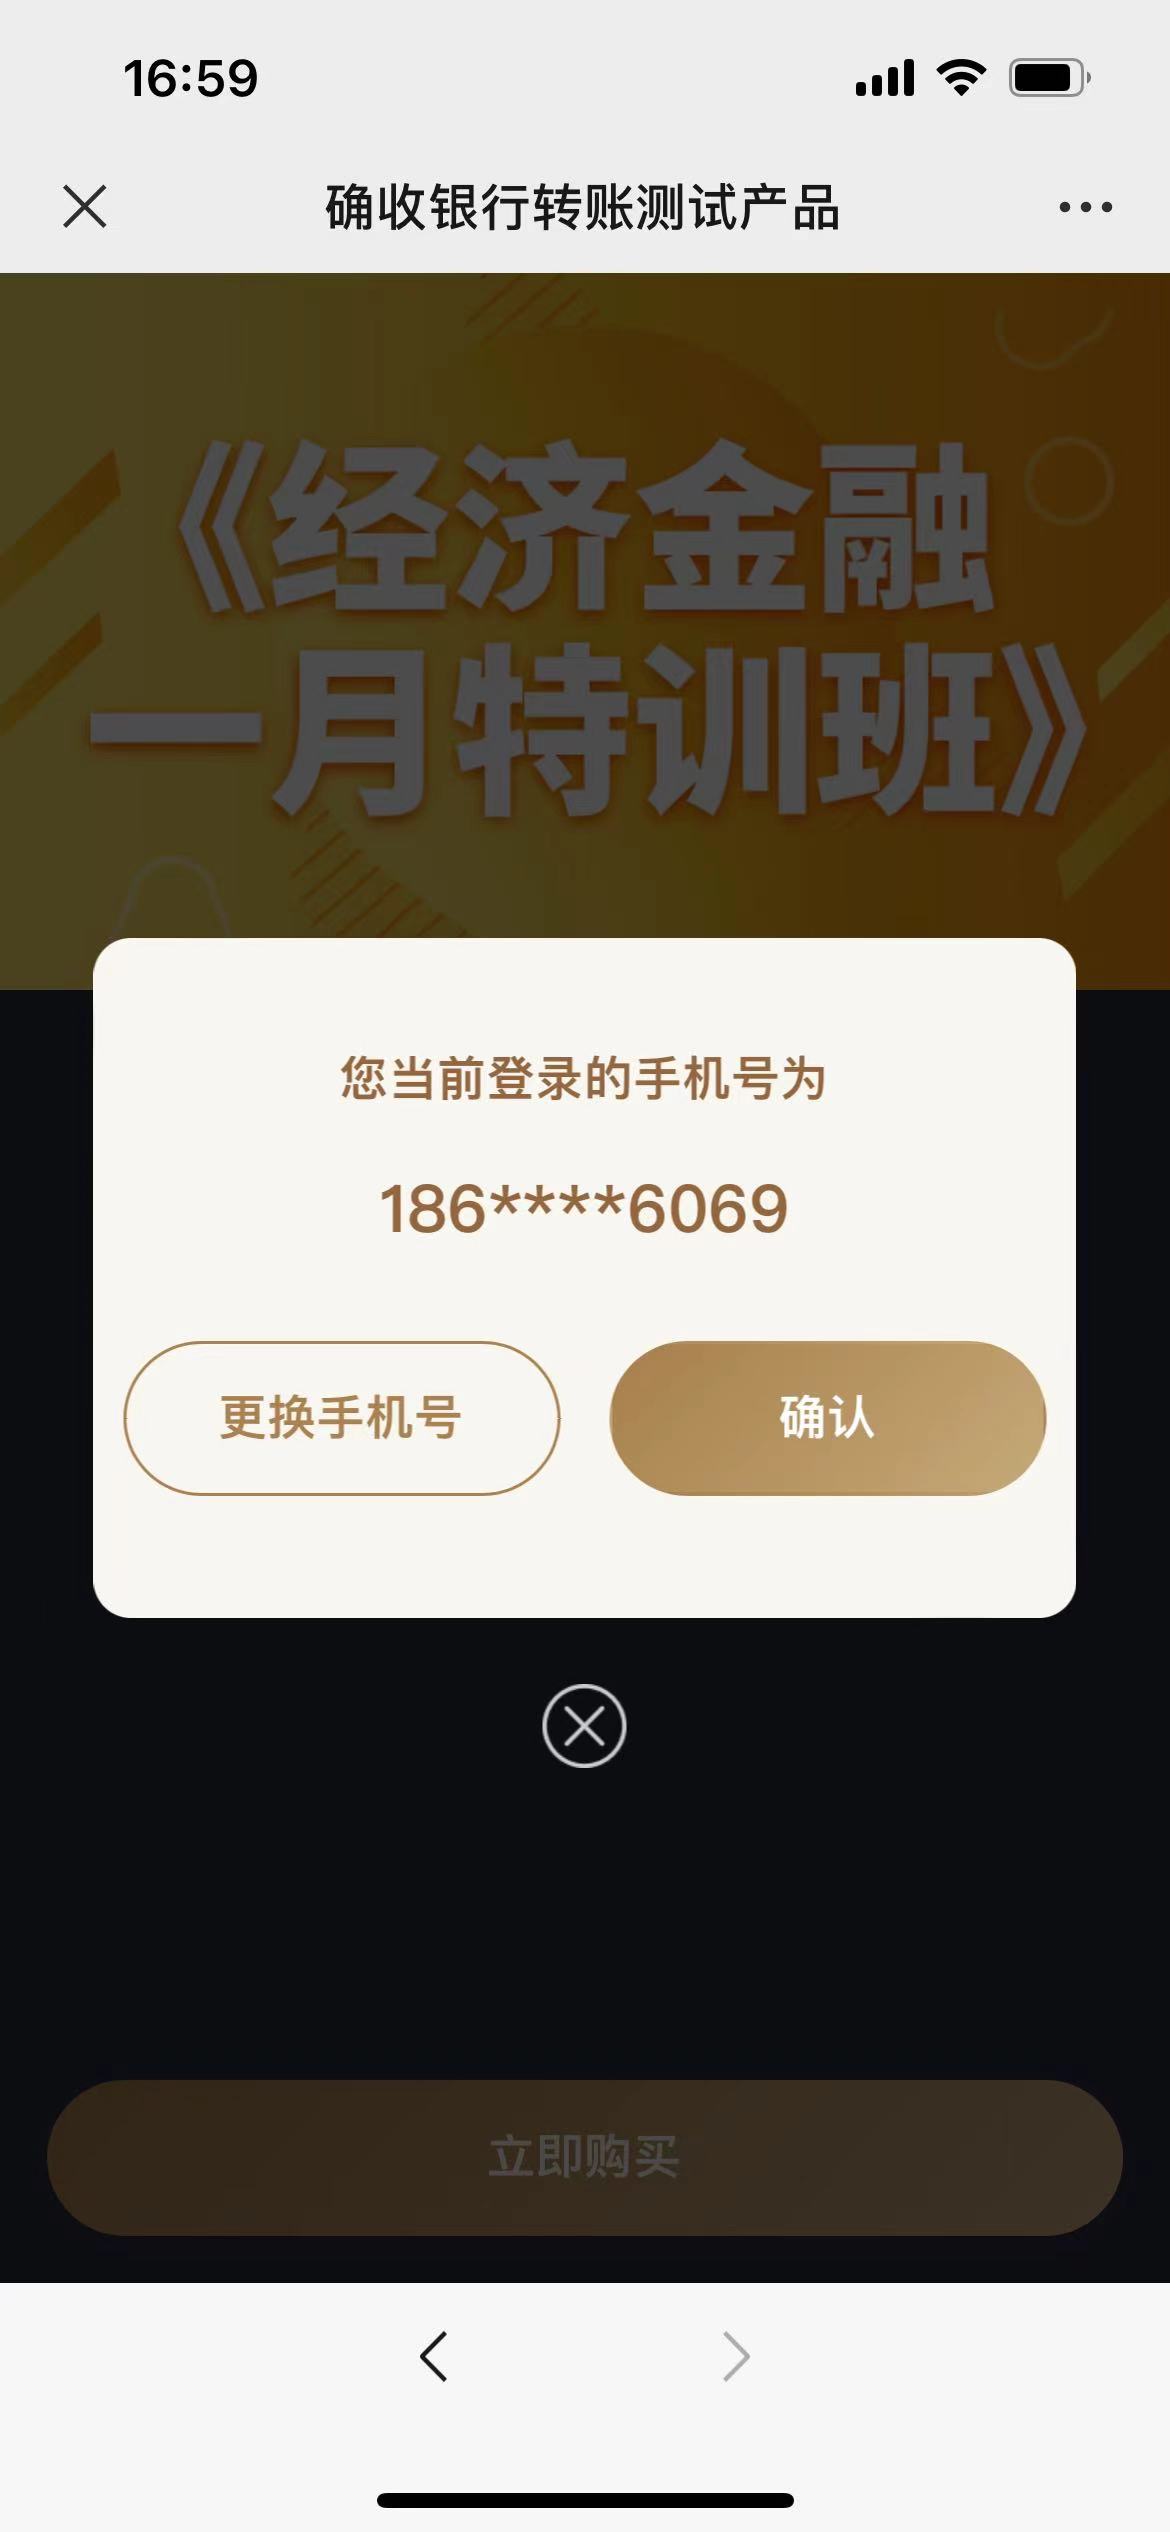 16:59
确收银行转账测试产品
《经济金融
一月特训班》
您当前登录的手机号为
186****6069
更换手机号
确认
立即购买